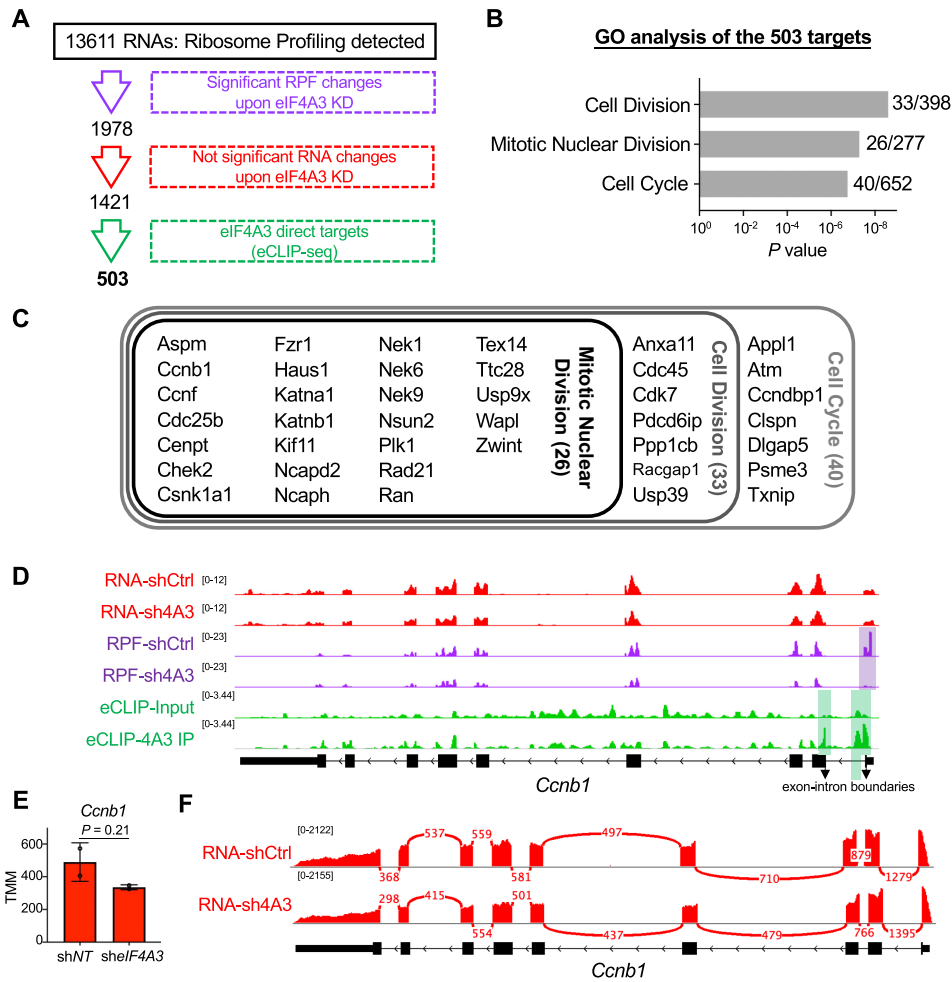 A
13611 RNAs: Ribosome Profiling detected
Significant RPF changes
upon eIF4A3 KD
1978
Not significant RNA changes
upon eIF4A3 KD
1421
eIF4A3 direct targets
(eCLIP-seq)
503
B
GO analysis of the 503 targets
Cell Division
33/398
Mitotic Nuclear Division
26/277
Cell Cycle
40/652
10⁰ 10⁻² 10⁻⁴ 10⁻⁶ 10⁻⁸
P value
C
Aspm Fzr1 Nek1 Tex14 Anxa11 Appl1
Ccnb1 Haus1 Nek6 Ttc28 Cdc45 Atm
Ccnf Katna1 Nek9 Usp9x Cdk7 Ccndbp1
Cdc25b Katnb1 Nsun2 Wapl Pdcd6ip Clspn
Cenpt Kif11 Plk1 Zwint Ppp1cb Dlgap5
Chek2 Ncapd2 Rad21 Racgap1 Psme3
Csnk1a1 Ncaph Ran Usp39 Txnip
Mitotic Nuclear
Division (26)
Cell Division (33)
Cell Cycle (40)
D
RNA-shCtrl [0-12]
RNA-sh4A3 [0-12]
RPF-shCtrl [0-23]
RPF-sh4A3 [0-23]
eCLIP-Input [0-3.44]
eCLIP-4A3 IP [0-3.44]
Ccnb1
exon-intron boundaries
E
Ccnb1
P = 0.21
TMM
600
400
200
0
shNT sheIF4A3
F
[0-2122]
RNA-shCtrl
368 537 559 581 497 710 879 1279
[0-2155]
RNA-sh4A3
298 415 554 501 437 479 766 1395
Ccnb1